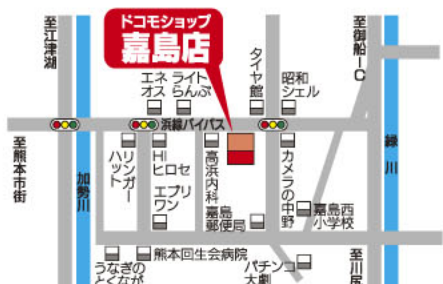 ドコモショップ
嘉島店
至江津湖
至御船IC
エネ
オス
ライト
らんぷ
タイヤ
館
昭和
シェル
浜線バイパス
至熊本市街
加勢川
リンガー
ハット
HI
ヒロセ
エブリ
ワン
高浜内科
嘉島
郵便局
カメラの中野
嘉島西
小学校
緑川
うなぎの
とくなが
熊本回生会病院
パチンコ
大劇
至川尻